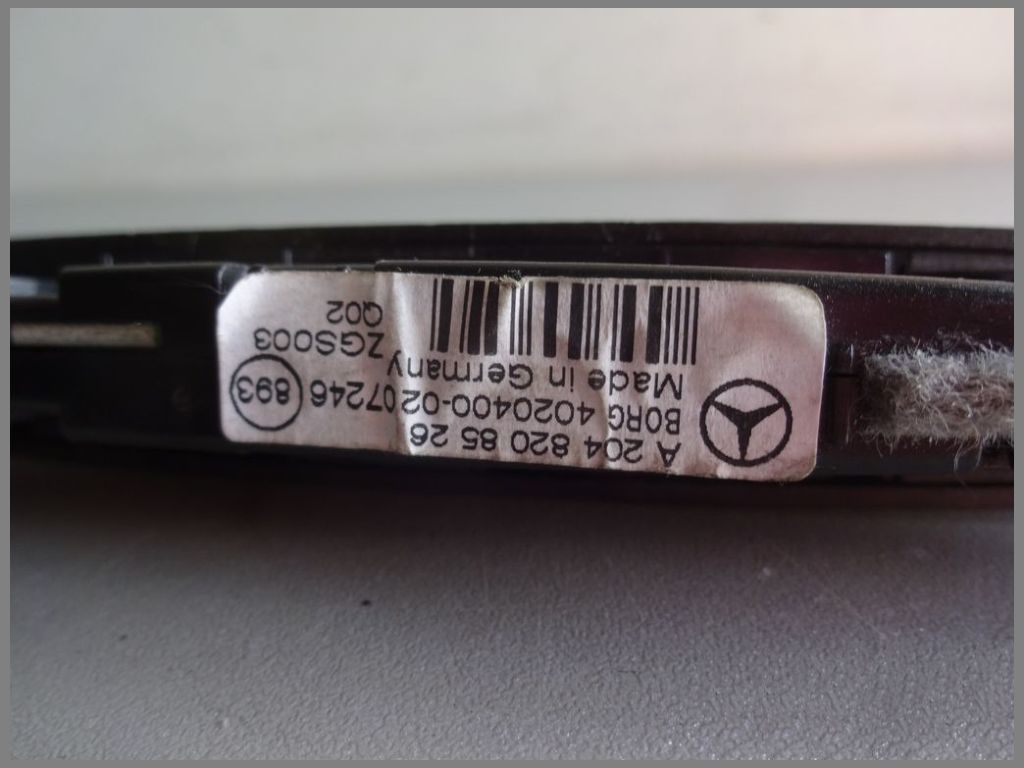 A 204 820 85 26
BORG 4020400-02 07246 893
Made in Germany ZGS003
Q02